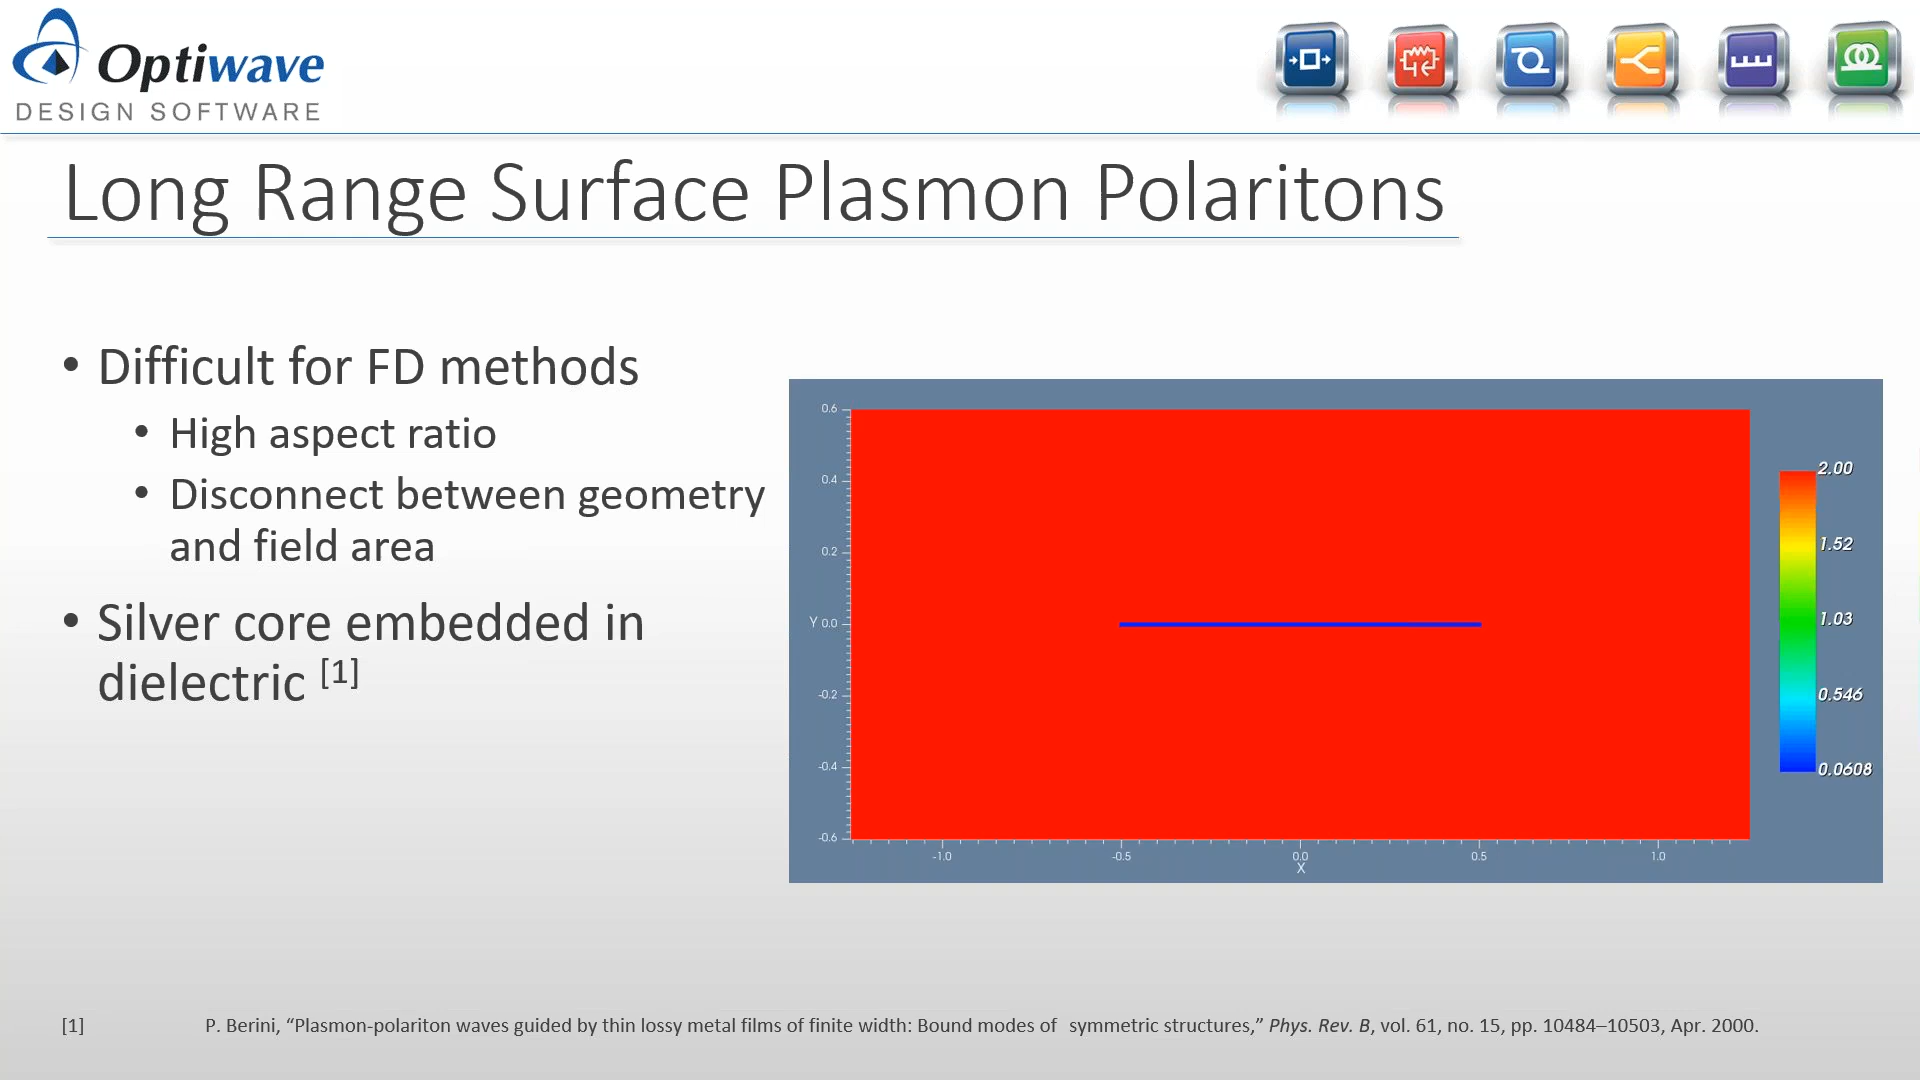 Optiwave
DESIGN SOFTWARE
Long Range Surface Plasmon Polaritons
• Difficult for FD methods
• High aspect ratio
• Disconnect between geometry
and field area
• Silver core embedded in
dielectric [1]
0.6
0.4
0.2
Y 0.0
-0.2
-0.4
-0.6
-1.0 -0.5 0.0 0.5 1.0
X
2.00
1.52
1.03
0.546
0.0608
[1] P. Berini, “Plasmon-polariton waves guided by thin lossy metal films of finite width: Bound modes of symmetric structures,” Phys. Rev. B, vol. 61, no. 15, pp. 10484–10503, Apr. 2000.